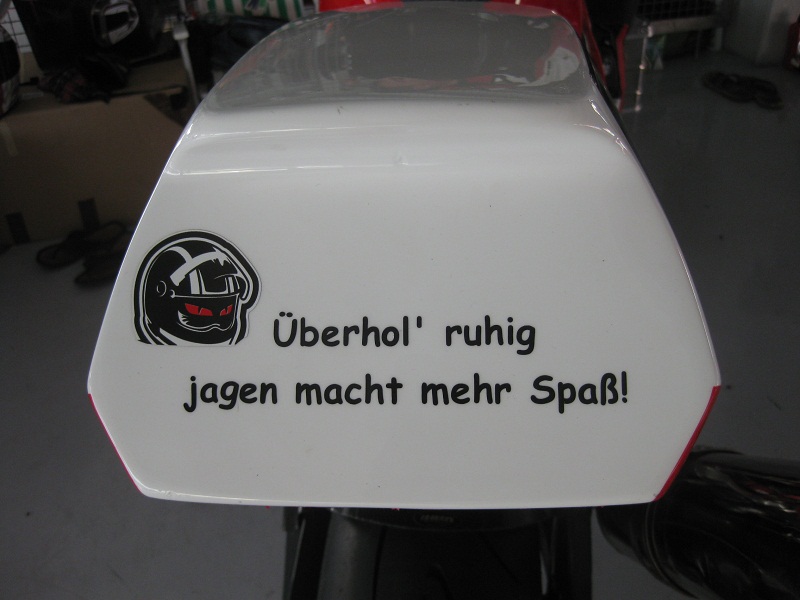 Überhol' ruhig
jagen macht mehr Spaß!